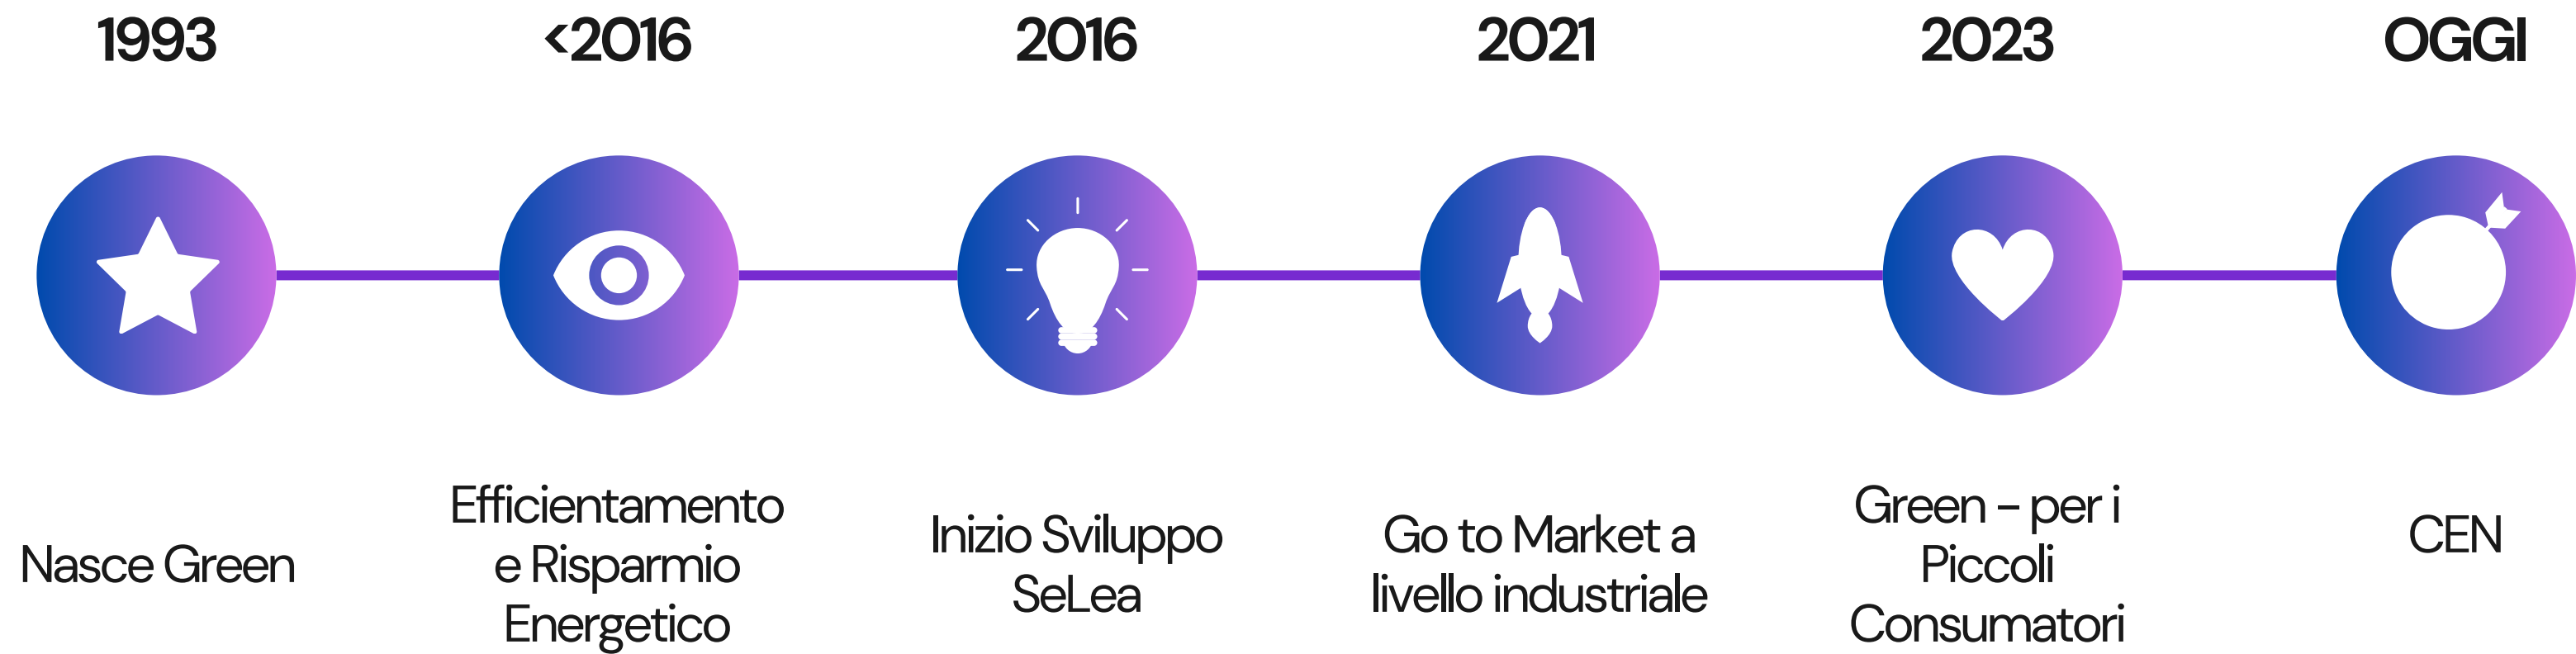 1993
<2016
2016
2021
2023
OGGI
Nasce Green
Efficientamento
e Risparmio
Energetico
Inizio Sviluppo
SeLea
Go to Market a
livello industriale
Green - per i
Piccoli
Consumatori
CEN